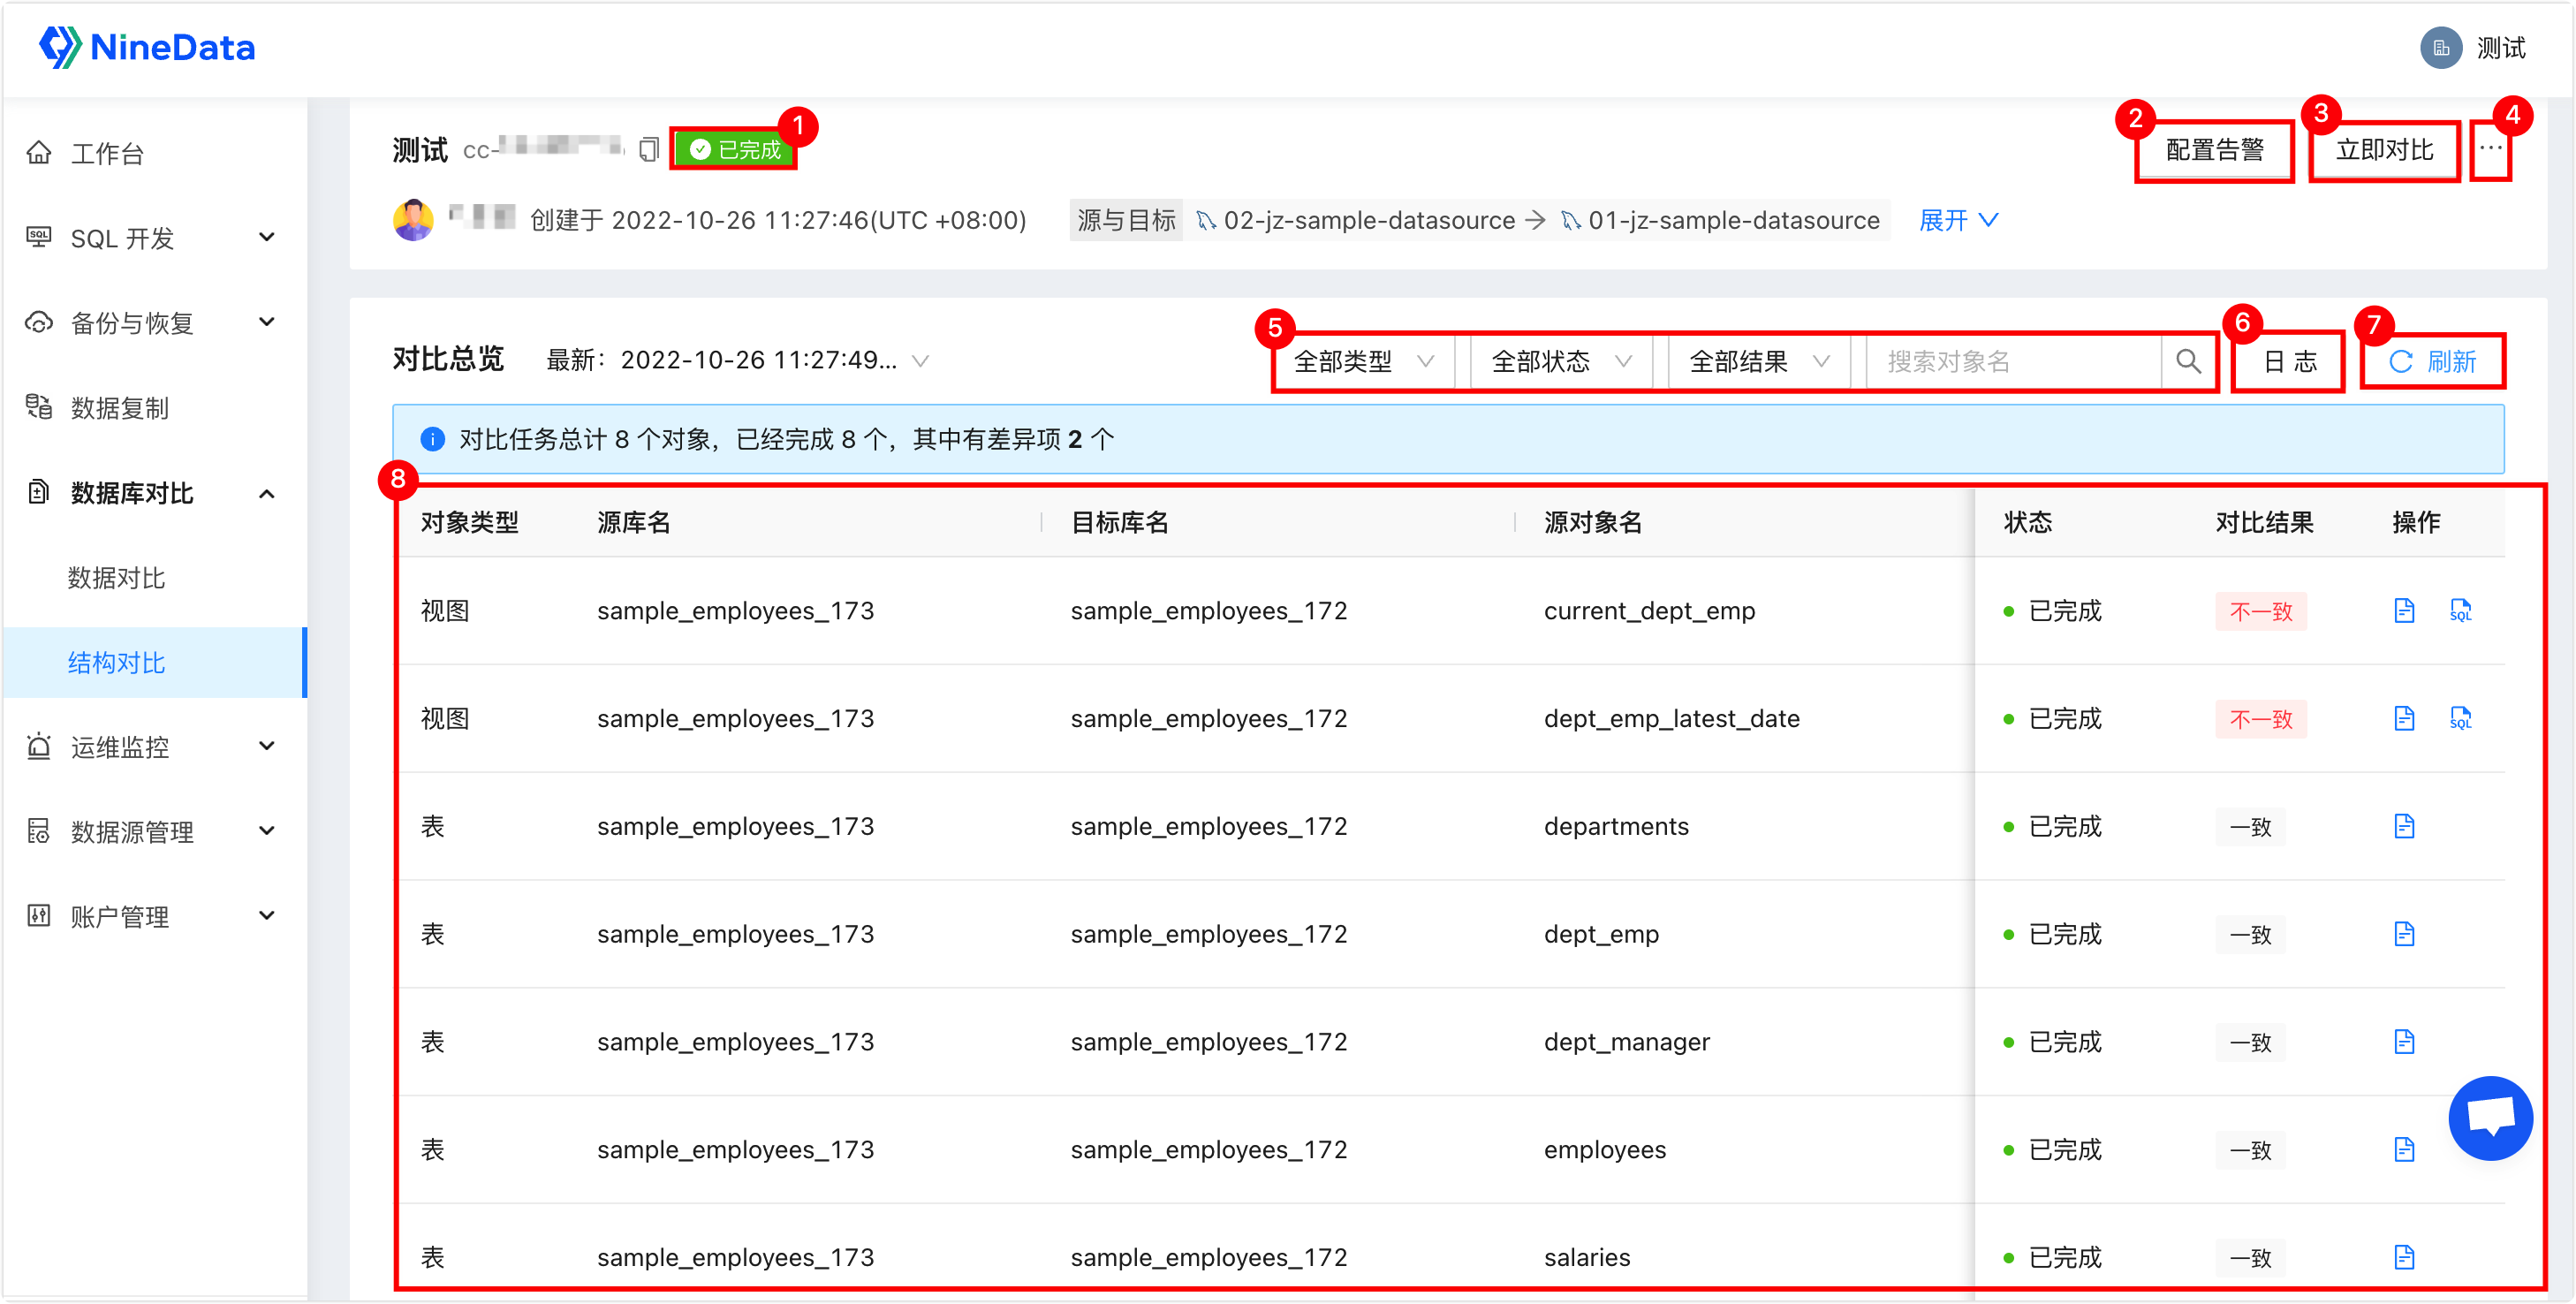 NineData
测试
工作台
SQL 开发
备份与恢复
数据复制
数据库对比
数据对比
结构对比
运维监控
数据源管理
账户管理
测试 cc- 已完成 1
2 配置告警 3 立即对比 4 ···
创建于 2022-10-26 11:27:46(UTC +08:00) 源与目标 02-jz-sample-datasource → 01-jz-sample-datasource 展开
对比总览 最新：2022-10-26 11:27:49... 5 全部类型 全部状态 全部结果 搜索对象名 6 日 志 7 刷新
对比任务总计 8 个对象，已经完成 8 个，其中有差异项 2 个
8
对象类型 源库名 目标库名 源对象名 状态 对比结果 操作
视图 sample_employees_173 sample_employees_172 current_dept_emp 已完成 不一致 SQL
视图 sample_employees_173 sample_employees_172 dept_emp_latest_date 已完成 不一致 SQL
表 sample_employees_173 sample_employees_172 departments 已完成 一致
表 sample_employees_173 sample_employees_172 dept_emp 已完成 一致
表 sample_employees_173 sample_employees_172 dept_manager 已完成 一致
表 sample_employees_173 sample_employees_172 employees 已完成 一致
表 sample_employees_173 sample_employees_172 salaries 已完成 一致